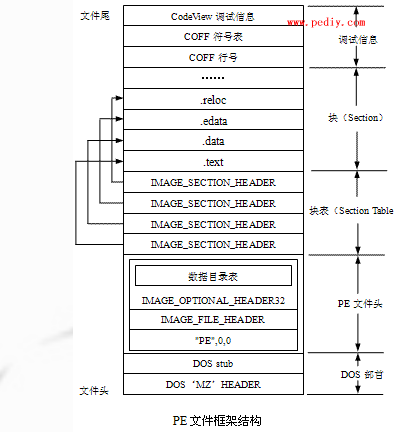 文件尾
CodeView 调试信息
www.pediy.com
COFF 符号表
调试信息
COFF 行号
······
.reloc
.edata
块（Section）
.data
.text
IMAGE_SECTION_HEADER
IMAGE_SECTION_HEADER
块表（Section Table
IMAGE_SECTION_HEADER
IMAGE_SECTION_HEADER
数据目录表
IMAGE_OPTIONAL_HEADER32
PE 文件头
IMAGE_FILE_HEADER
"PE",0,0
DOS stub
DOS 部首
文件头
DOS ‘MZ’ HEADER
PE 文件框架结构